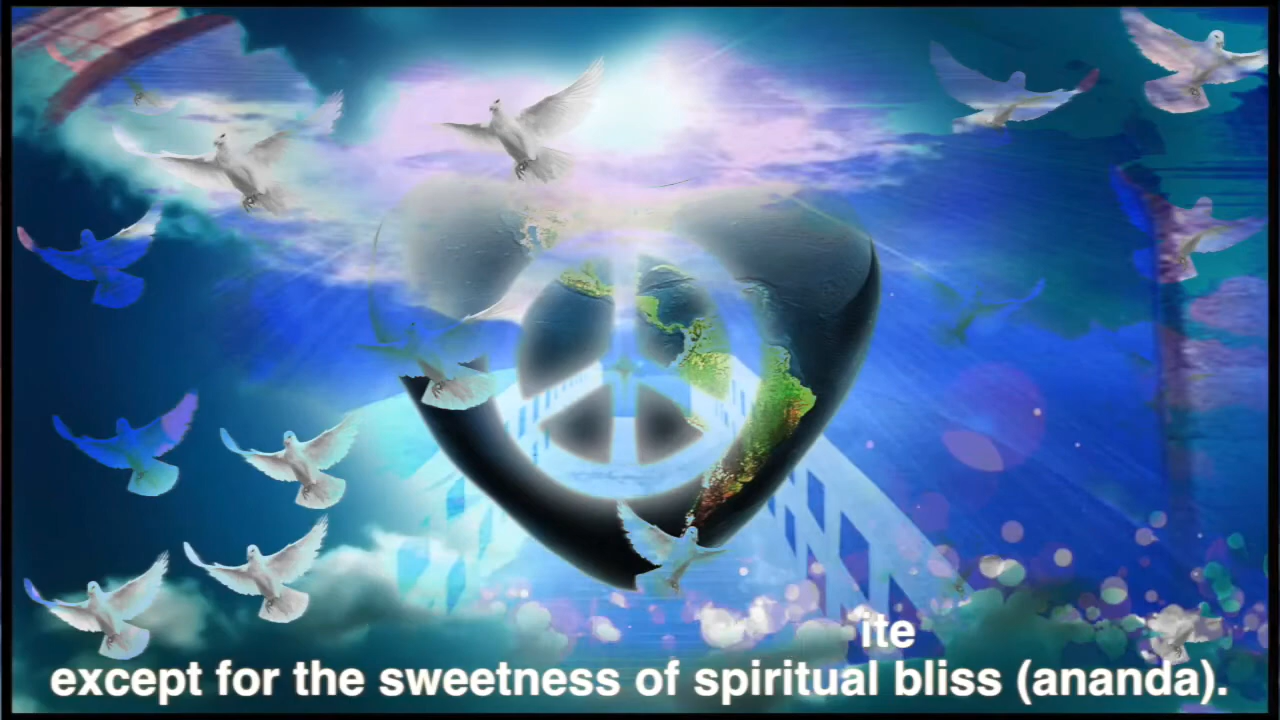 ite
except for the sweetness of spiritual bliss (ananda).